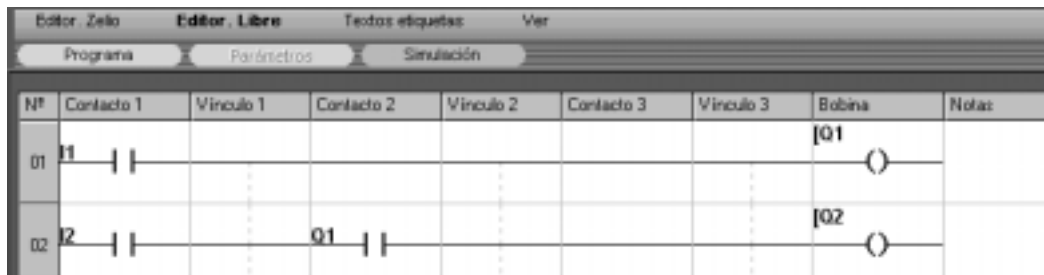 Editor . Zelio Editor . Libre Textos etiquetas Ver
Programa Parámetros Simulación
Nº Contacto 1 Vínculo 1 Contacto 2 Vínculo 2 Contacto 3 Vínculo 3 Bobina Notas
01 I1 [Q1
02 I2 Q1 [Q2